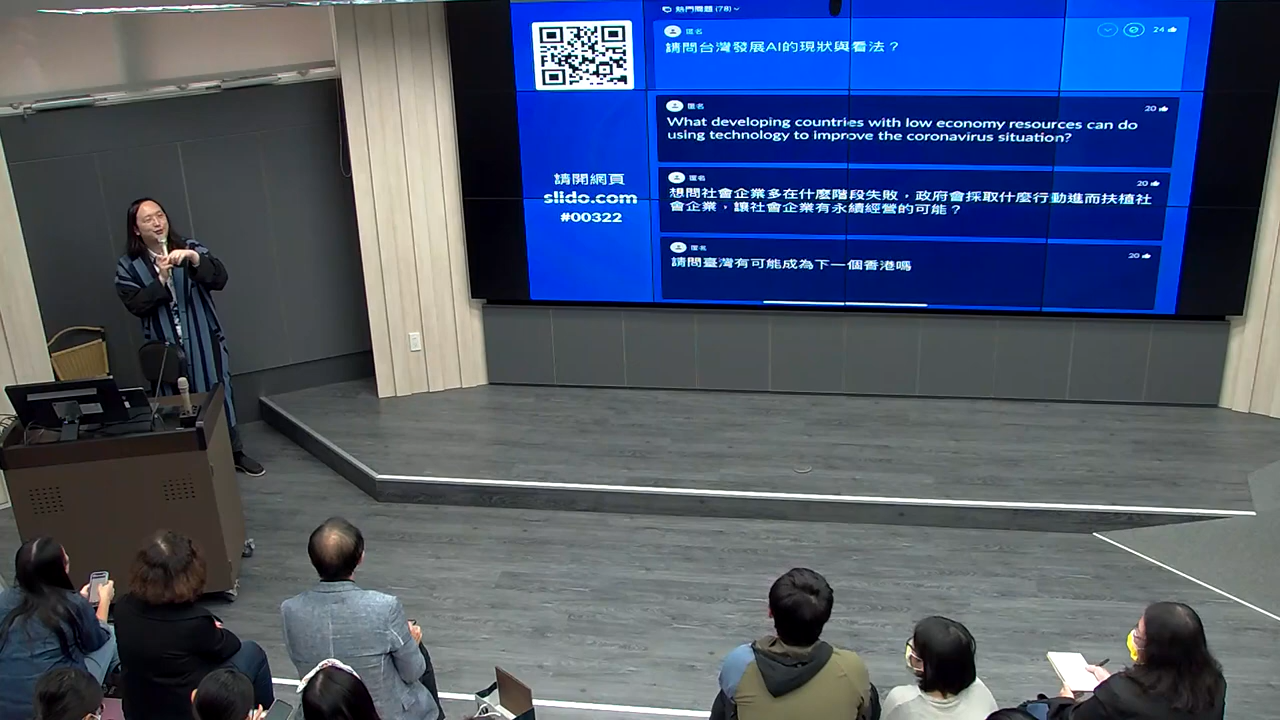 熱門問題 (78)
匿名
24
請問台灣發展AI的現狀與看法？
匿名
20
What developing countries with low economy resources can do
using technology to improve the coronavirus situation?
匿名
20
想問社會企業多在什麼階段失敗，政府會採取什麼行動進而扶植社
會企業，讓社會企業有永續經營的可能？
匿名
20
請問臺灣有可能成為下一個香港嗎
請開網頁
slido.com
#00322